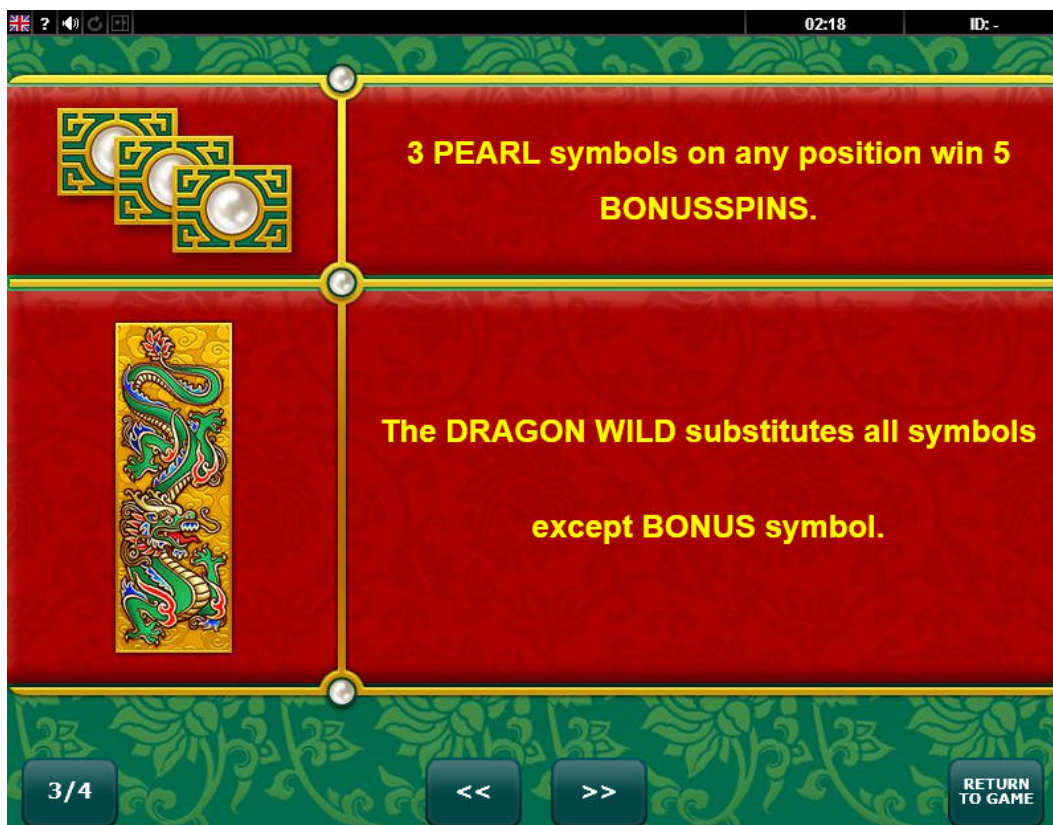 ? 02:18 ID: -
3 PEARL symbols on any position win 5
BONUSSPINS.
The DRAGON WILD substitutes all symbols
except BONUS symbol.
3/4 << >> RETURN
TO GAME